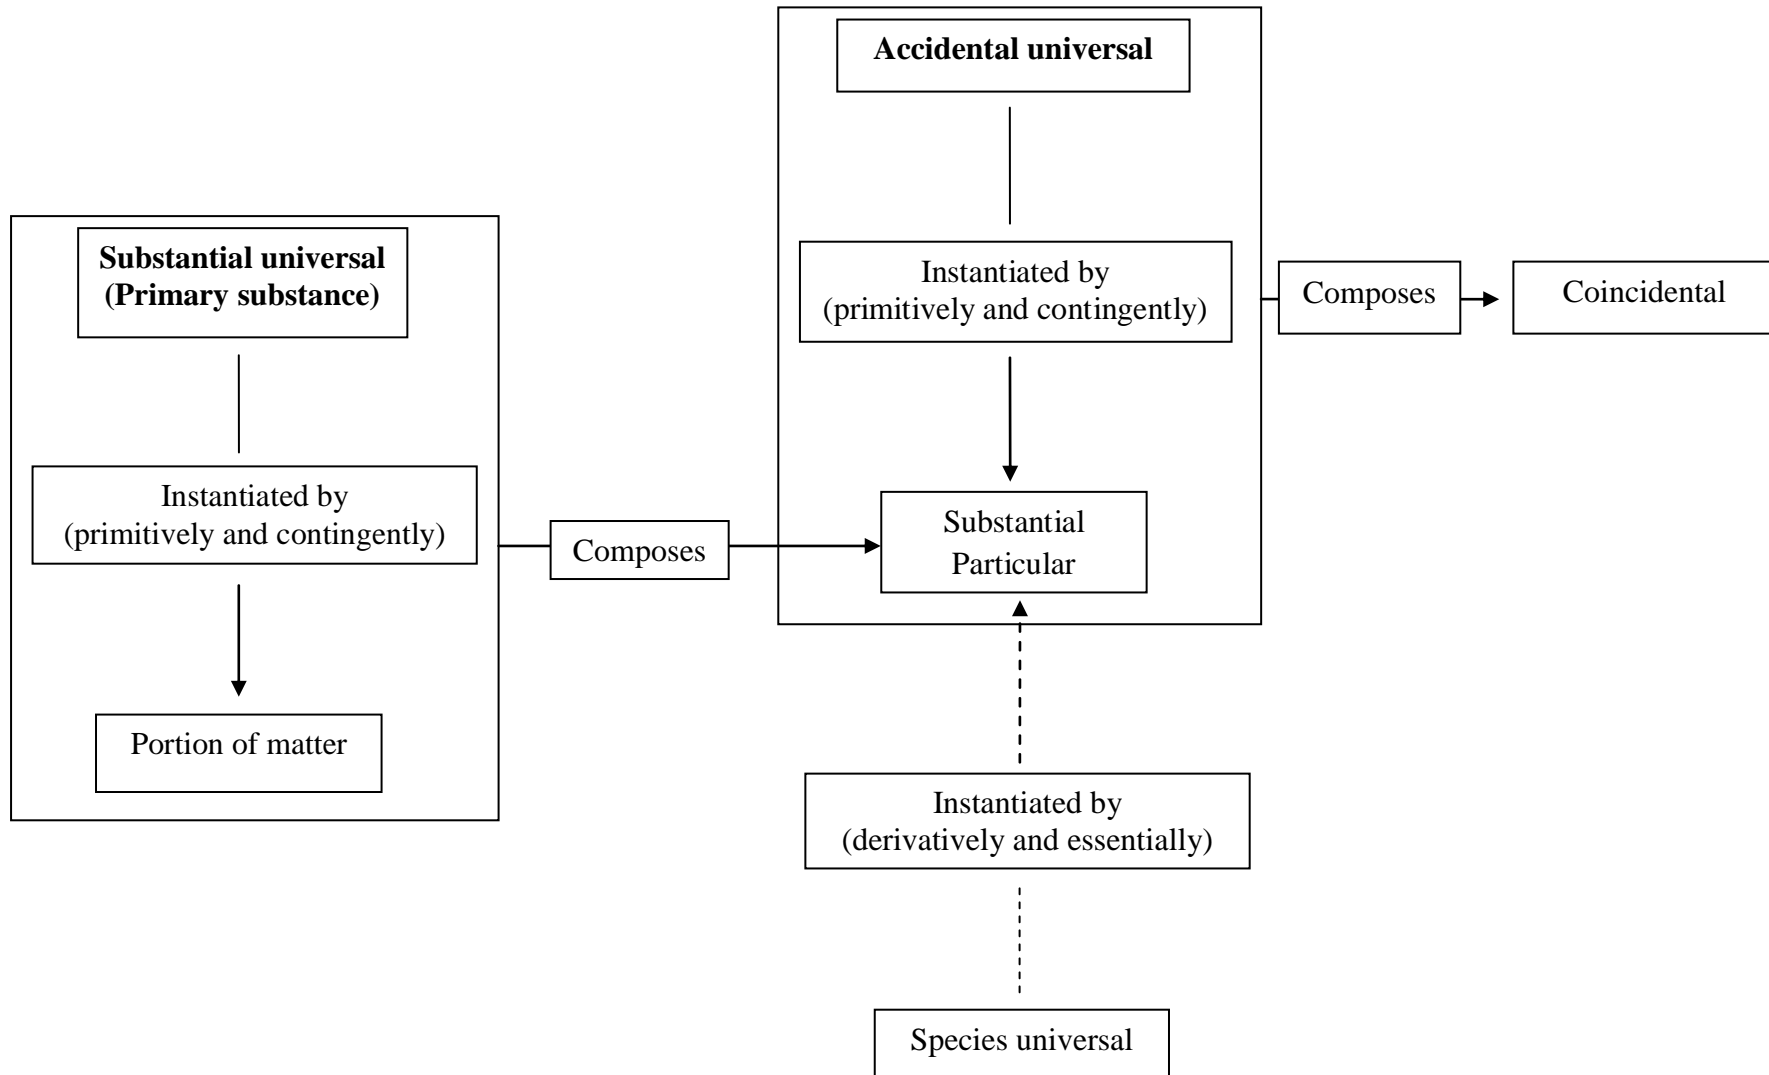 Accidental universal
Substantial universal
(Primary substance)
Instantiated by
(primitively and contingently)
Composes
Coincidental
Instantiated by
(primitively and contingently)
Composes
Substantial
Particular
Portion of matter
Instantiated by
(derivatively and essentially)
Species universal